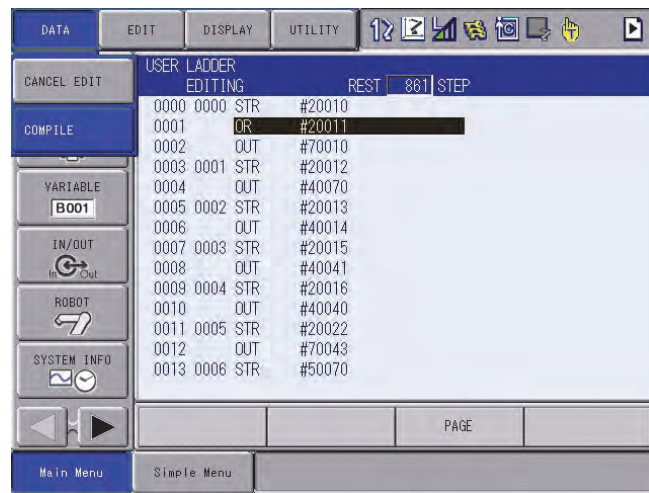 DATA EDIT DISPLAY UTILITY
CANCEL EDIT
COMPILE
VARIABLE
B001
IN/OUT
In Out
ROBOT
SYSTEM INFO
USER LADDER
EDITING REST 861 STEP
0000 0000 STR #20010
0001 OR #20011
0002 OUT #70010
0003 0001 STR #20012
0004 OUT #40070
0005 0002 STR #20013
0006 OUT #40014
0007 0003 STR #20015
0008 OUT #40041
0009 0004 STR #20016
0010 OUT #40040
0011 0005 STR #20022
0012 OUT #70043
0013 0006 STR #50070
PAGE
Main Menu Simple Menu